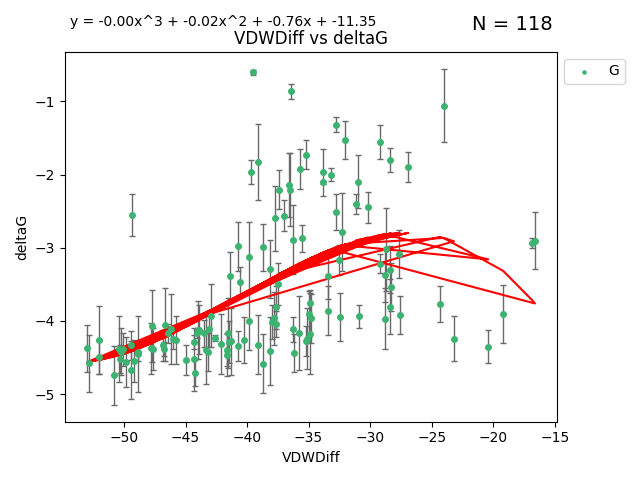 y = -0.00x^3 + -0.02x^2 + -0.76x + -11.35
N = 118
VDWDiff vs deltaG
G
−1
−2
−3
−4
−5
deltaG
−50 −45 −40 −35 −30 −25 −20 −15
VDWDiff